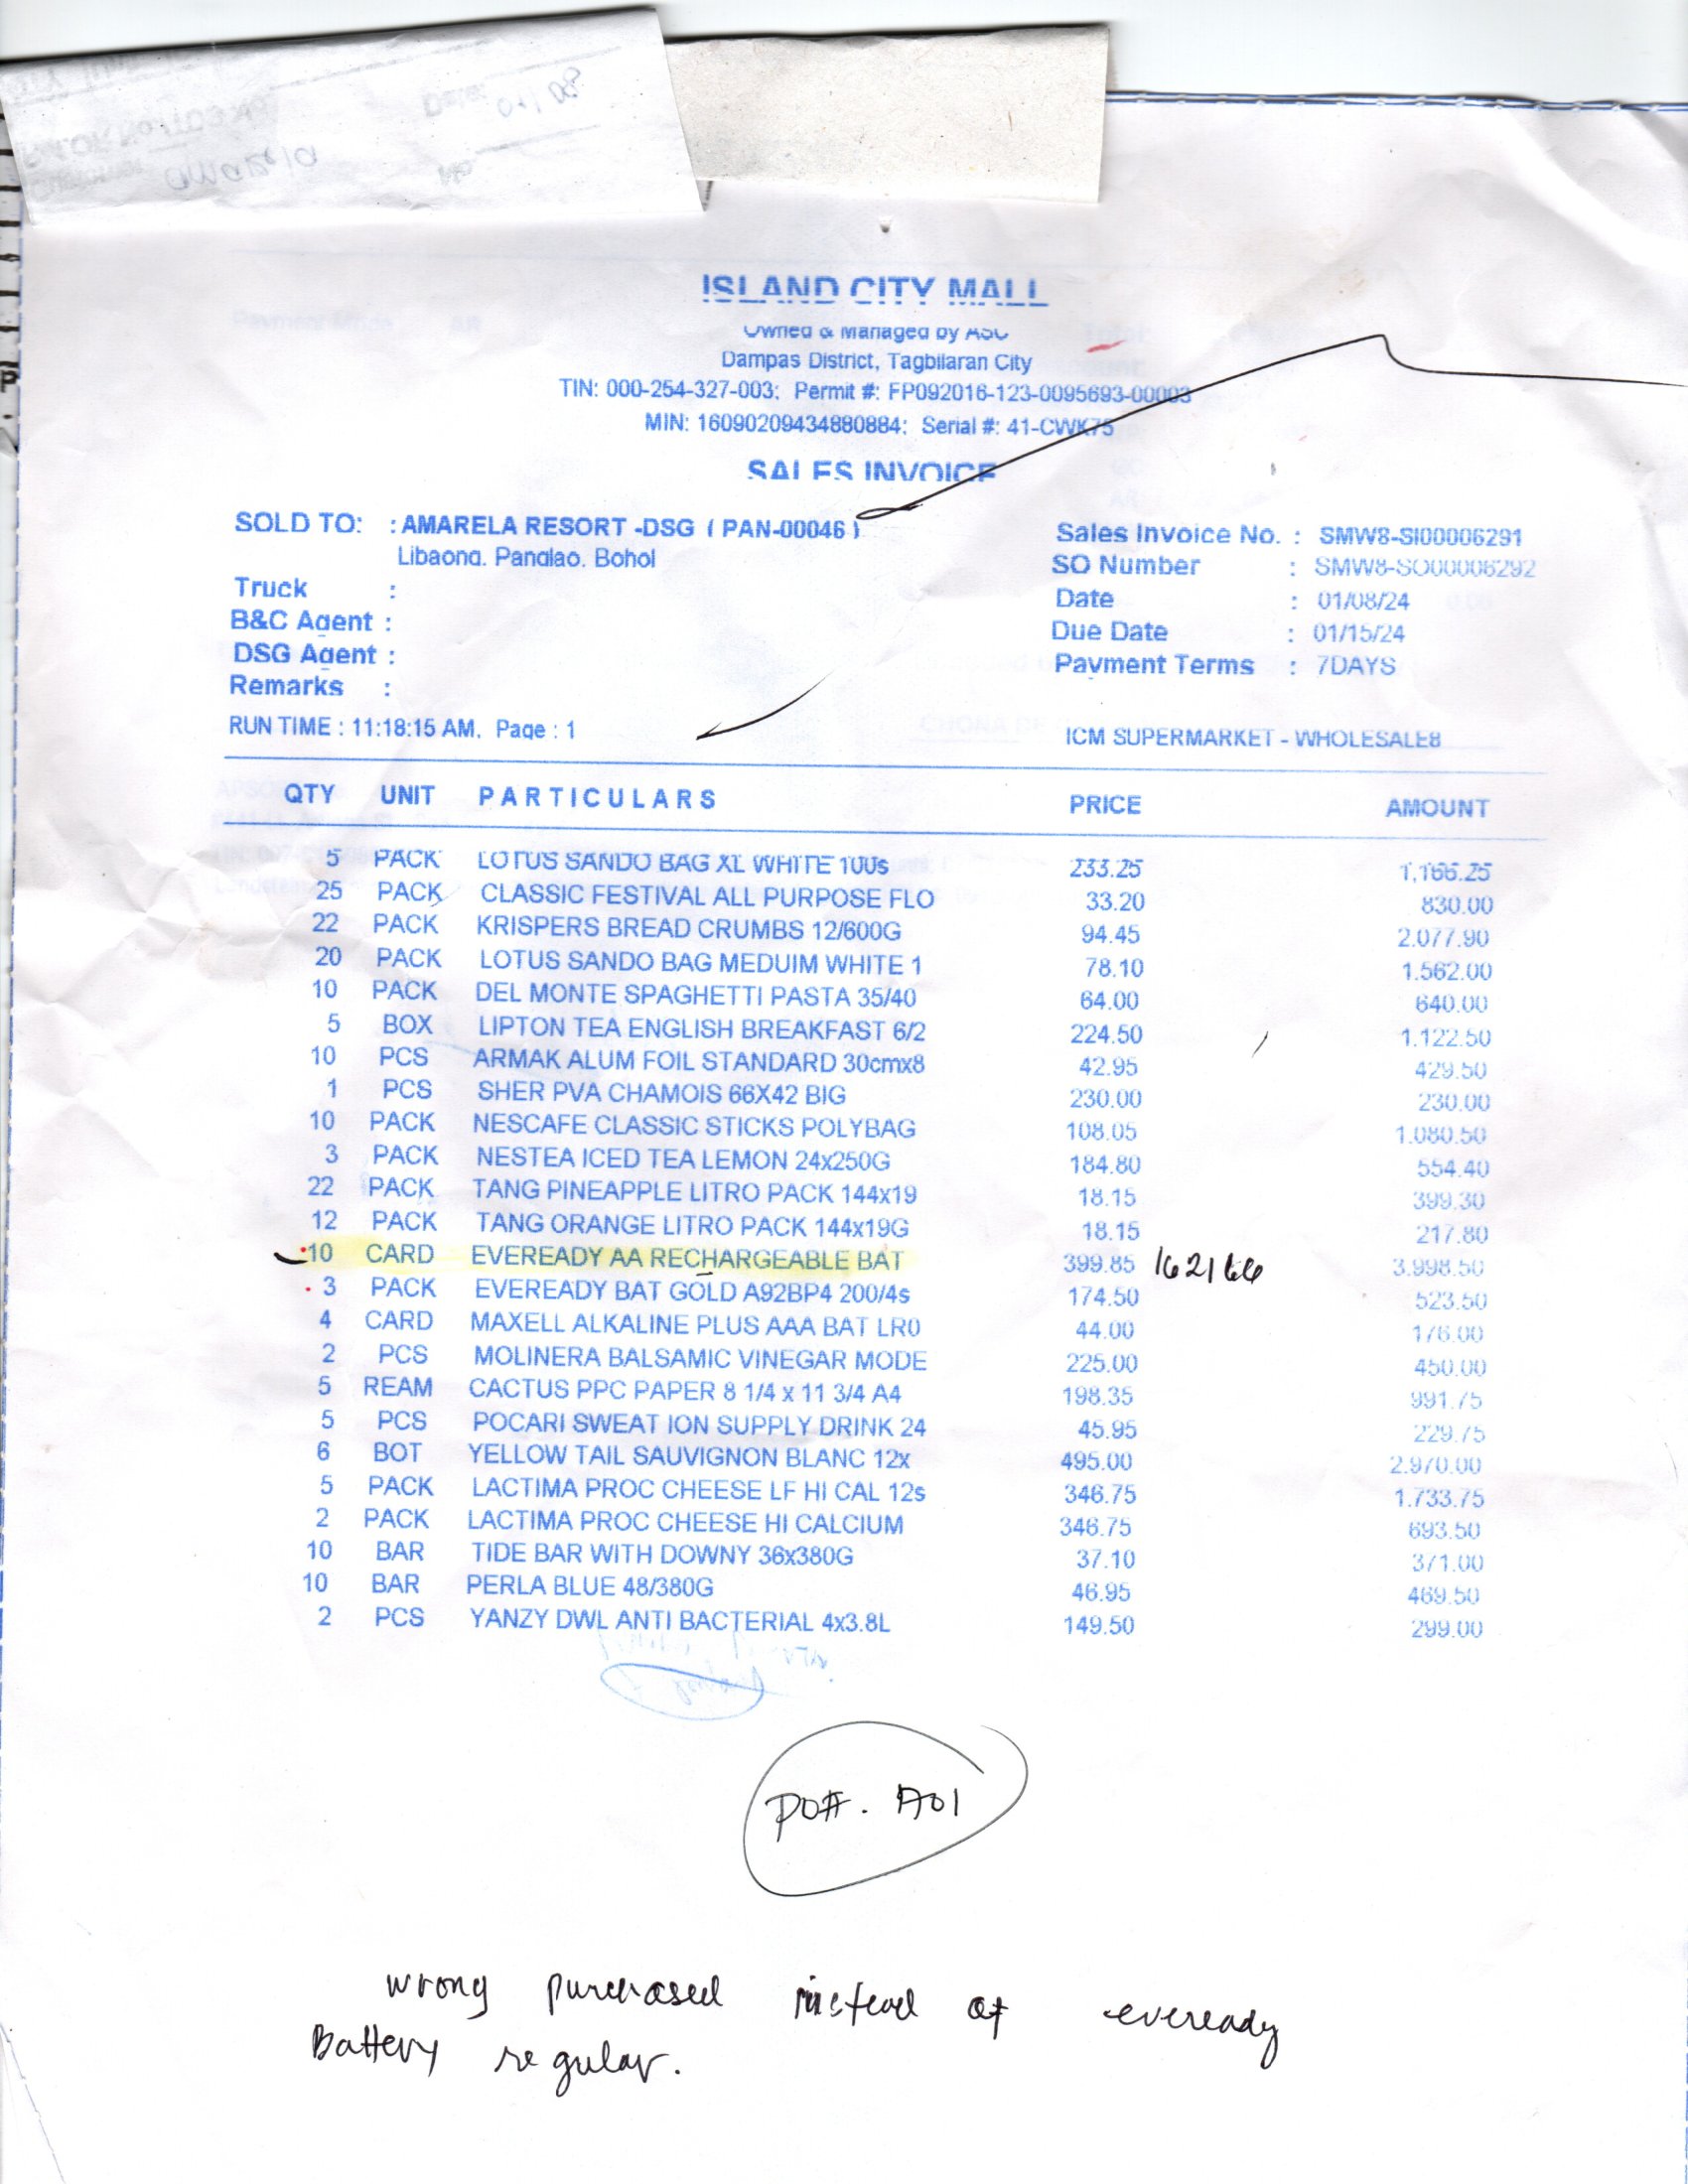 ISLAND CITY MALL
Owned & Managed by ASC
Dampas District, Tagbilaran City
TIN: 000-254-327-003; Permit #: FP092016-123-0095693-00003
MIN: 16090209434880884; Serial #: 41-CWK75
SALES INVOICE
SOLD TO: : AMARELA RESORT -DSG ( PAN-00046 ) Sales Invoice No. : SMW8-SI00006291
Libaong, Panglao, Bohol SO Number : SMW8-SO00006292
Truck : Date : 01/08/24
B&C Agent : Due Date : 01/15/24
DSG Agent : Payment Terms : 7DAYS
Remarks :
RUN TIME : 11:18:15 AM, Page : 1 ICM SUPERMARKET - WHOLESALE8
QTY UNIT PARTICULARS PRICE AMOUNT
5 PACK LOTUS SANDO BAG XL WHITE 100s 233.25 1,166.25
25 PACK CLASSIC FESTIVAL ALL PURPOSE FLO 33.20 830.00
22 PACK KRISPERS BREAD CRUMBS 12/600G 94.45 2,077.90
20 PACK LOTUS SANDO BAG MEDUIM WHITE 1 78.10 1,562.00
10 PACK DEL MONTE SPAGHETTI PASTA 35/40 64.00 640.00
5 BOX LIPTON TEA ENGLISH BREAKFAST 6/2 224.50 1,122.50
10 PCS ARMAK ALUM FOIL STANDARD 30cmx8 42.95 429.50
1 PCS SHER PVA CHAMOIS 66X42 BIG 230.00 230.00
10 PACK NESCAFE CLASSIC STICKS POLYBAG 108.05 1,080.50
3 PACK NESTEA ICED TEA LEMON 24x250G 184.80 554.40
22 PACK TANG PINEAPPLE LITRO PACK 144x19 18.15 399.30
12 PACK TANG ORANGE LITRO PACK 144x19G 18.15 217.80
10 CARD EVEREADY AA RECHARGEABLE BAT 399.85 162166 3,998.50
3 PACK EVEREADY BAT GOLD A92BP4 200/4s 174.50 523.50
4 CARD MAXELL ALKALINE PLUS AAA BAT LR0 44.00 176.00
2 PCS MOLINERA BALSAMIC VINEGAR MODE 225.00 450.00
5 REAM CACTUS PPC PAPER 8 1/4 x 11 3/4 A4 198.35 991.75
5 PCS POCARI SWEAT ION SUPPLY DRINK 24 45.95 229.75
6 BOT YELLOW TAIL SAUVIGNON BLANC 12x 495.00 2,970.00
5 PACK LACTIMA PROC CHEESE LF HI CAL 12s 346.75 1,733.75
2 PACK LACTIMA PROC CHEESE HI CALCIUM 346.75 693.50
10 BAR TIDE BAR WITH DOWNY 36x380G 37.10 371.00
10 BAR PERLA BLUE 48/380G 46.95 469.50
2 PCS YANZY DWL ANTI BACTERIAL 4x3.8L 149.50 299.00
PO#. A01
wrong purchased instead of eveready
Battery regular.